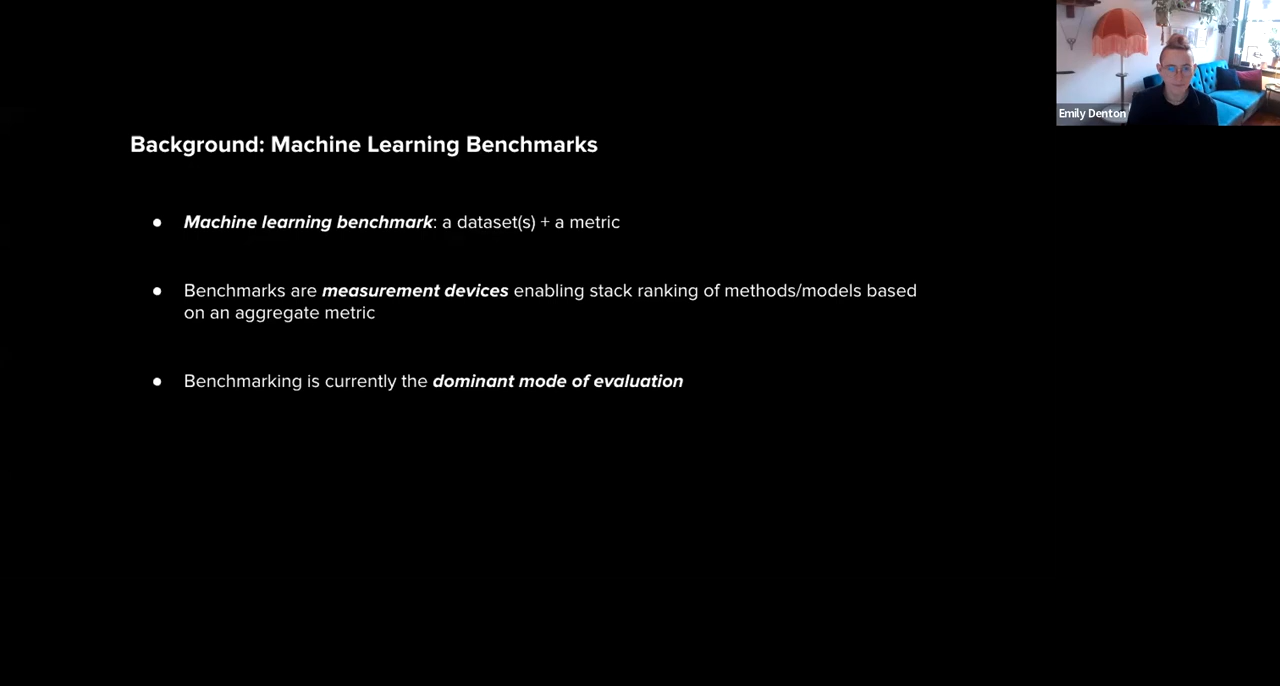 Emily Denton
Background: Machine Learning Benchmarks
● Machine learning benchmark: a dataset(s) + a metric
● Benchmarks are measurement devices enabling stack ranking of methods/models based
on an aggregate metric
● Benchmarking is currently the dominant mode of evaluation